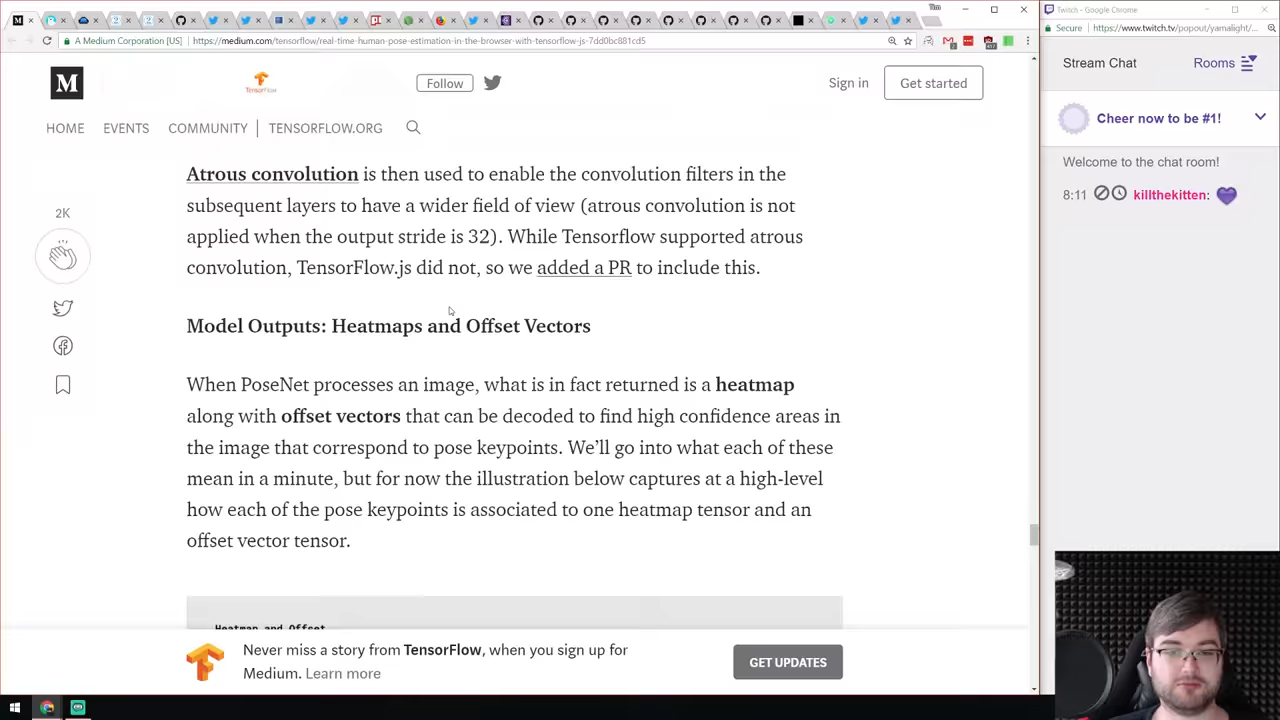 Tim
Twitch - Google Chrome
A Medium Corporation [US]
https://medium.com/tensorflow/real-time-human-pose-estimation-in-the-browser-with-tensorflow-js-7dd0bc881cd5
Secure
https://www.twitch.tv/popout/yamalight/...
M
TensorFlow
Follow
Sign in
Get started
HOME
EVENTS
COMMUNITY
TENSORFLOW.ORG
Atrous convolution is then used to enable the convolution filters in the
subsequent layers to have a wider field of view (atrous convolution is not
applied when the output stride is 32). While Tensorflow supported atrous
convolution, TensorFlow.js did not, so we added a PR to include this.
2K
Model Outputs: Heatmaps and Offset Vectors
When PoseNet processes an image, what is in fact returned is a heatmap
along with offset vectors that can be decoded to find high confidence areas in
the image that correspond to pose keypoints. We’ll go into what each of these
mean in a minute, but for now the illustration below captures at a high-level
how each of the pose keypoints is associated to one heatmap tensor and an
offset vector tensor.
Heatmap and Offset
Never miss a story from TensorFlow, when you sign up for
Medium. Learn more
GET UPDATES
Stream Chat
Rooms
Cheer now to be #1!
Welcome to the chat room!
8:11 killthekitten: